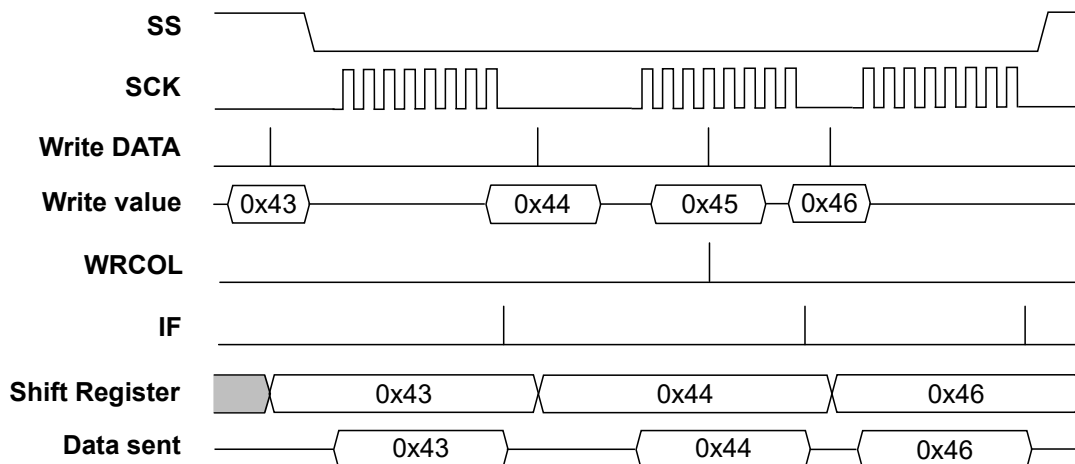 SS
SCK
Write DATA
Write value 0x43 0x44 0x45 0x46
WRCOL
IF
Shift Register 0x43 0x44 0x46
Data sent 0x43 0x44 0x46